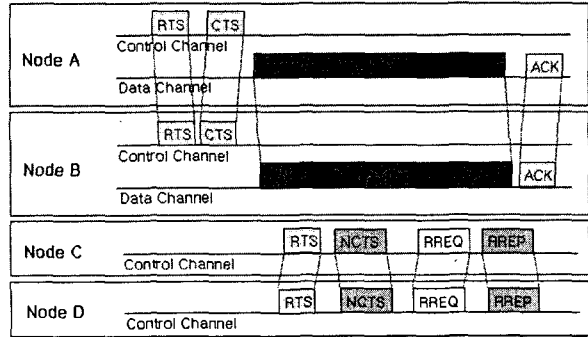 RTS CTS
Control Channel
Node A
ACK
Data Channel
RTS CTS
Control Channel
Node B
ACK
Data Channel
RTS NCTS RREQ RREP
Node C
Control Channel
RTS NCTS RREQ RREP
Node D
Control Channel